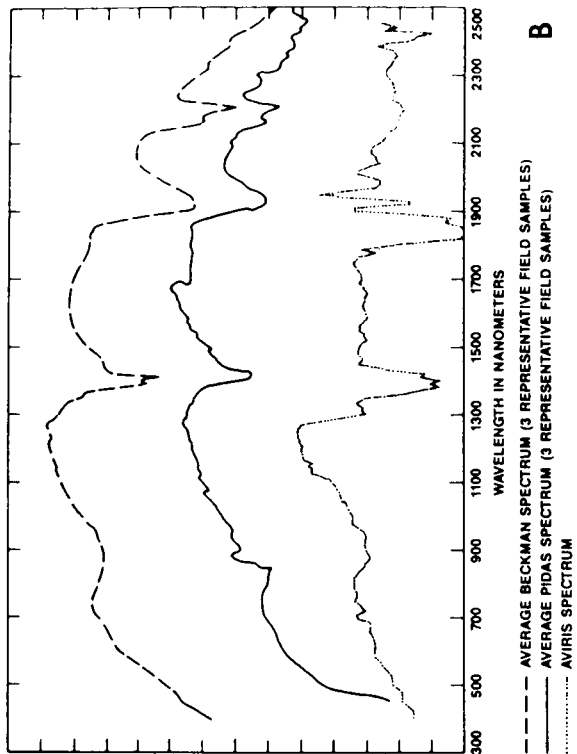 300 500 700 900 1100 1300 1500 1700 1900 2100 2300 2500
WAVELENGTH IN NANOMETERS
AVERAGE BECKMAN SPECTRUM (3 REPRESENTATIVE FIELD SAMPLES)
AVERAGE PIDAS SPECTRUM (3 REPRESENTATIVE FIELD SAMPLES)
AVIRIS SPECTRUM
B